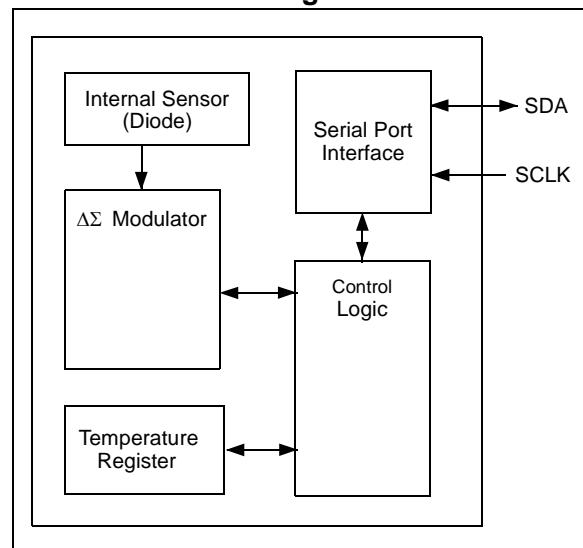 Internal Sensor
(Diode)
ΔΣ Modulator
Temperature
Register
Serial Port
Interface
Control
Logic
SDA
SCLK